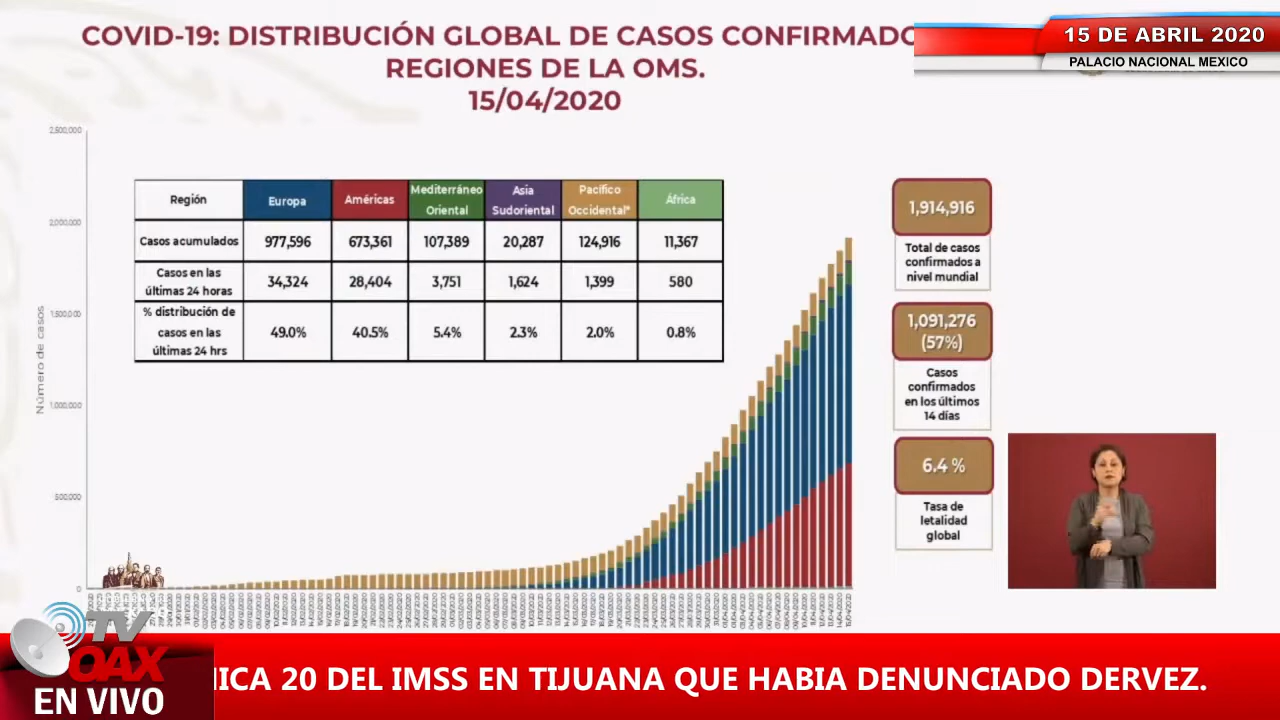 COVID-19: DISTRIBUCIÓN GLOBAL DE CASOS CONFIRMADO
REGIONES DE LA OMS.
15/04/2020
15 DE ABRIL 2020
PALACIO NACIONAL MEXICO
2,500,000
2,000,000
1,500,000
1,000,000
500,000
0
Número de casos
Región Europa Américas Mediterráneo Oriental Asia Sudoriental Pacífico Occidental* África
Casos acumulados 977,596 673,361 107,389 20,287 124,916 11,367
Casos en las últimas 24 horas 34,324 28,404 3,751 1,624 1,399 580
% distribución de casos en las últimas 24 hrs 49.0% 40.5% 5.4% 2.3% 2.0% 0.8%
1,914,916
Total de casos
confirmados a
nivel mundial
1,091,276
(57%)
Casos
confirmados
en los últimos
14 días
6.4 %
Tasa de
letalidad
global
TV
OAX
EN VIVO
NICA 20 DEL IMSS EN TIJUANA QUE HABIA DENUNCIADO DERVEZ.